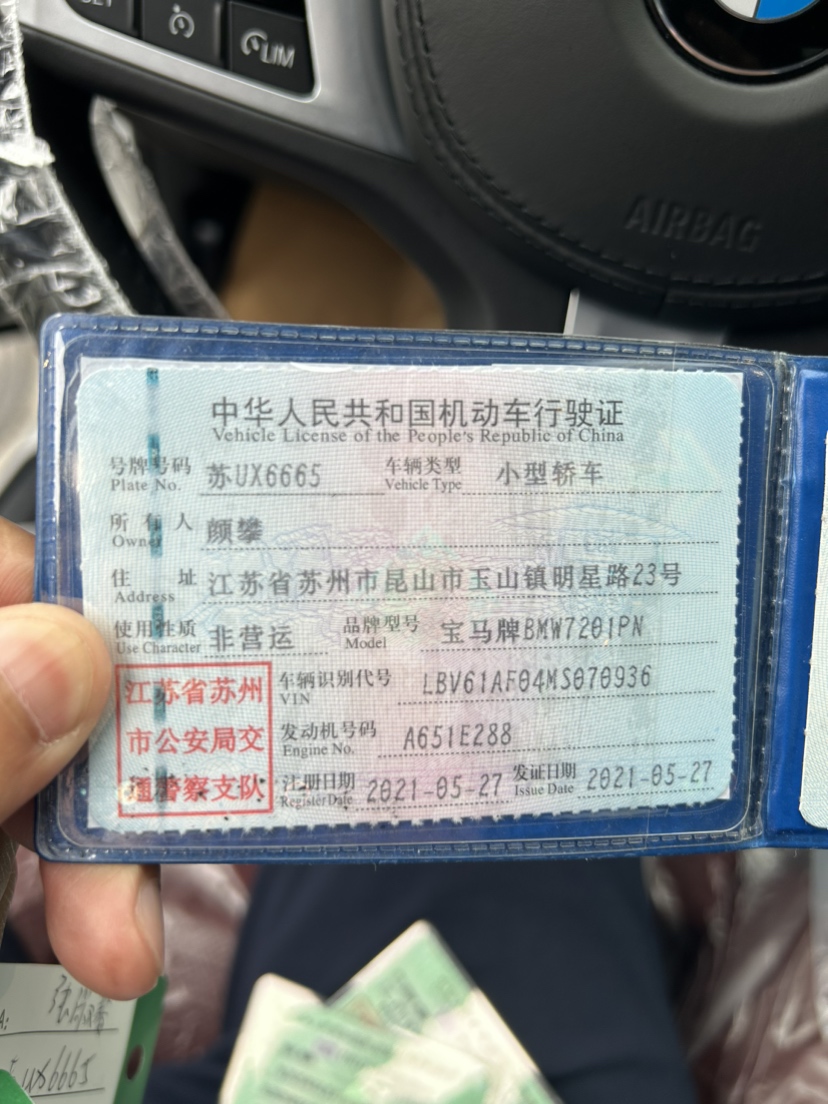 LIM
AIRBAG
中华人民共和国机动车行驶证
Vehicle License of the People's Republic of China
号牌号码 苏UX6665 车辆类型 小型轿车
Plate No. Vehicle Type
所有人 颜攀
Owner
住址 江苏省苏州市昆山市玉山镇明星路23号
Address
使用性质 非营运 品牌型号 宝马牌BMW7201PN
Use Character Model
江苏省苏州
市公安局交
通警察支队
车辆识别代号 LBV61AF04MS070936
VIN
发动机号码 A651E288
Engine No.
注册日期 2021-05-27 发证日期 2021-05-27
Register Date Issue Date
ux6665